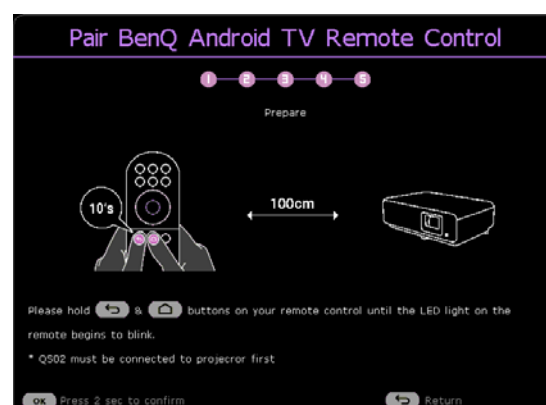 Pair BenQ Android TV Remote Control
1 2 3 4 5
Prepare
10's
100cm
Please hold & buttons on your remote control until the LED light on the
remote begins to blink.
* QS02 must be connected to projecror first
OK Press 2 sec to confirm Return